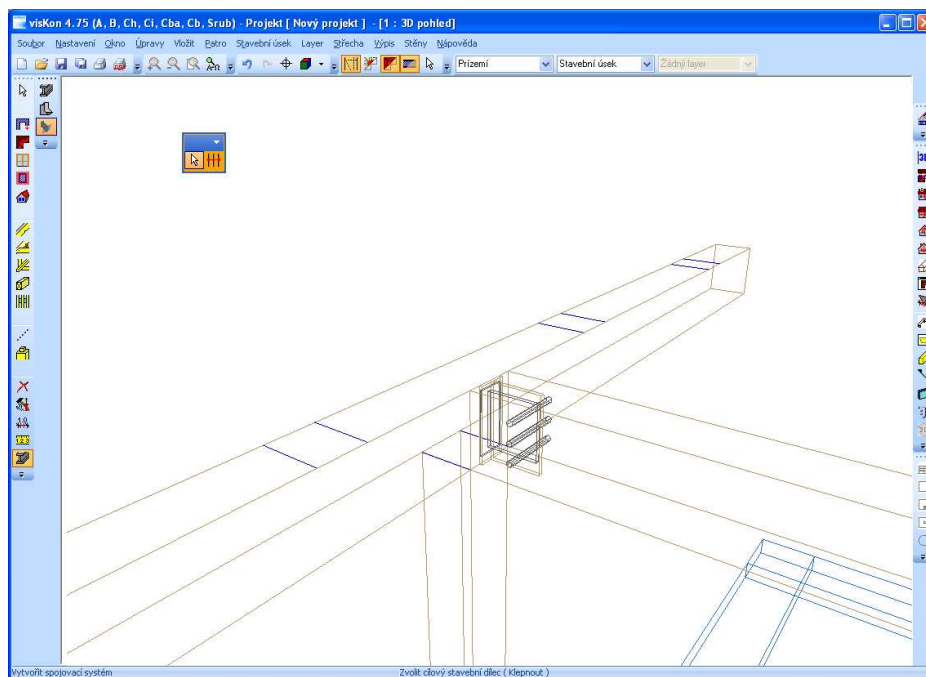 visKon 4.75 (A, B, Ch, Ci, Cba, Cb, Srub) - Projekt [ Nový projekt ] - [1 : 3D pohled]
Soubor Nastavení Okno Úpravy Vložit Patro Stavební úsek Layer Střecha Výpis Stěny Nápověda
Prízemí Stavební úsek Žádný layer
Vytvořit spojovací systém Zvolit cílový stavební dílec ( Klepnout )